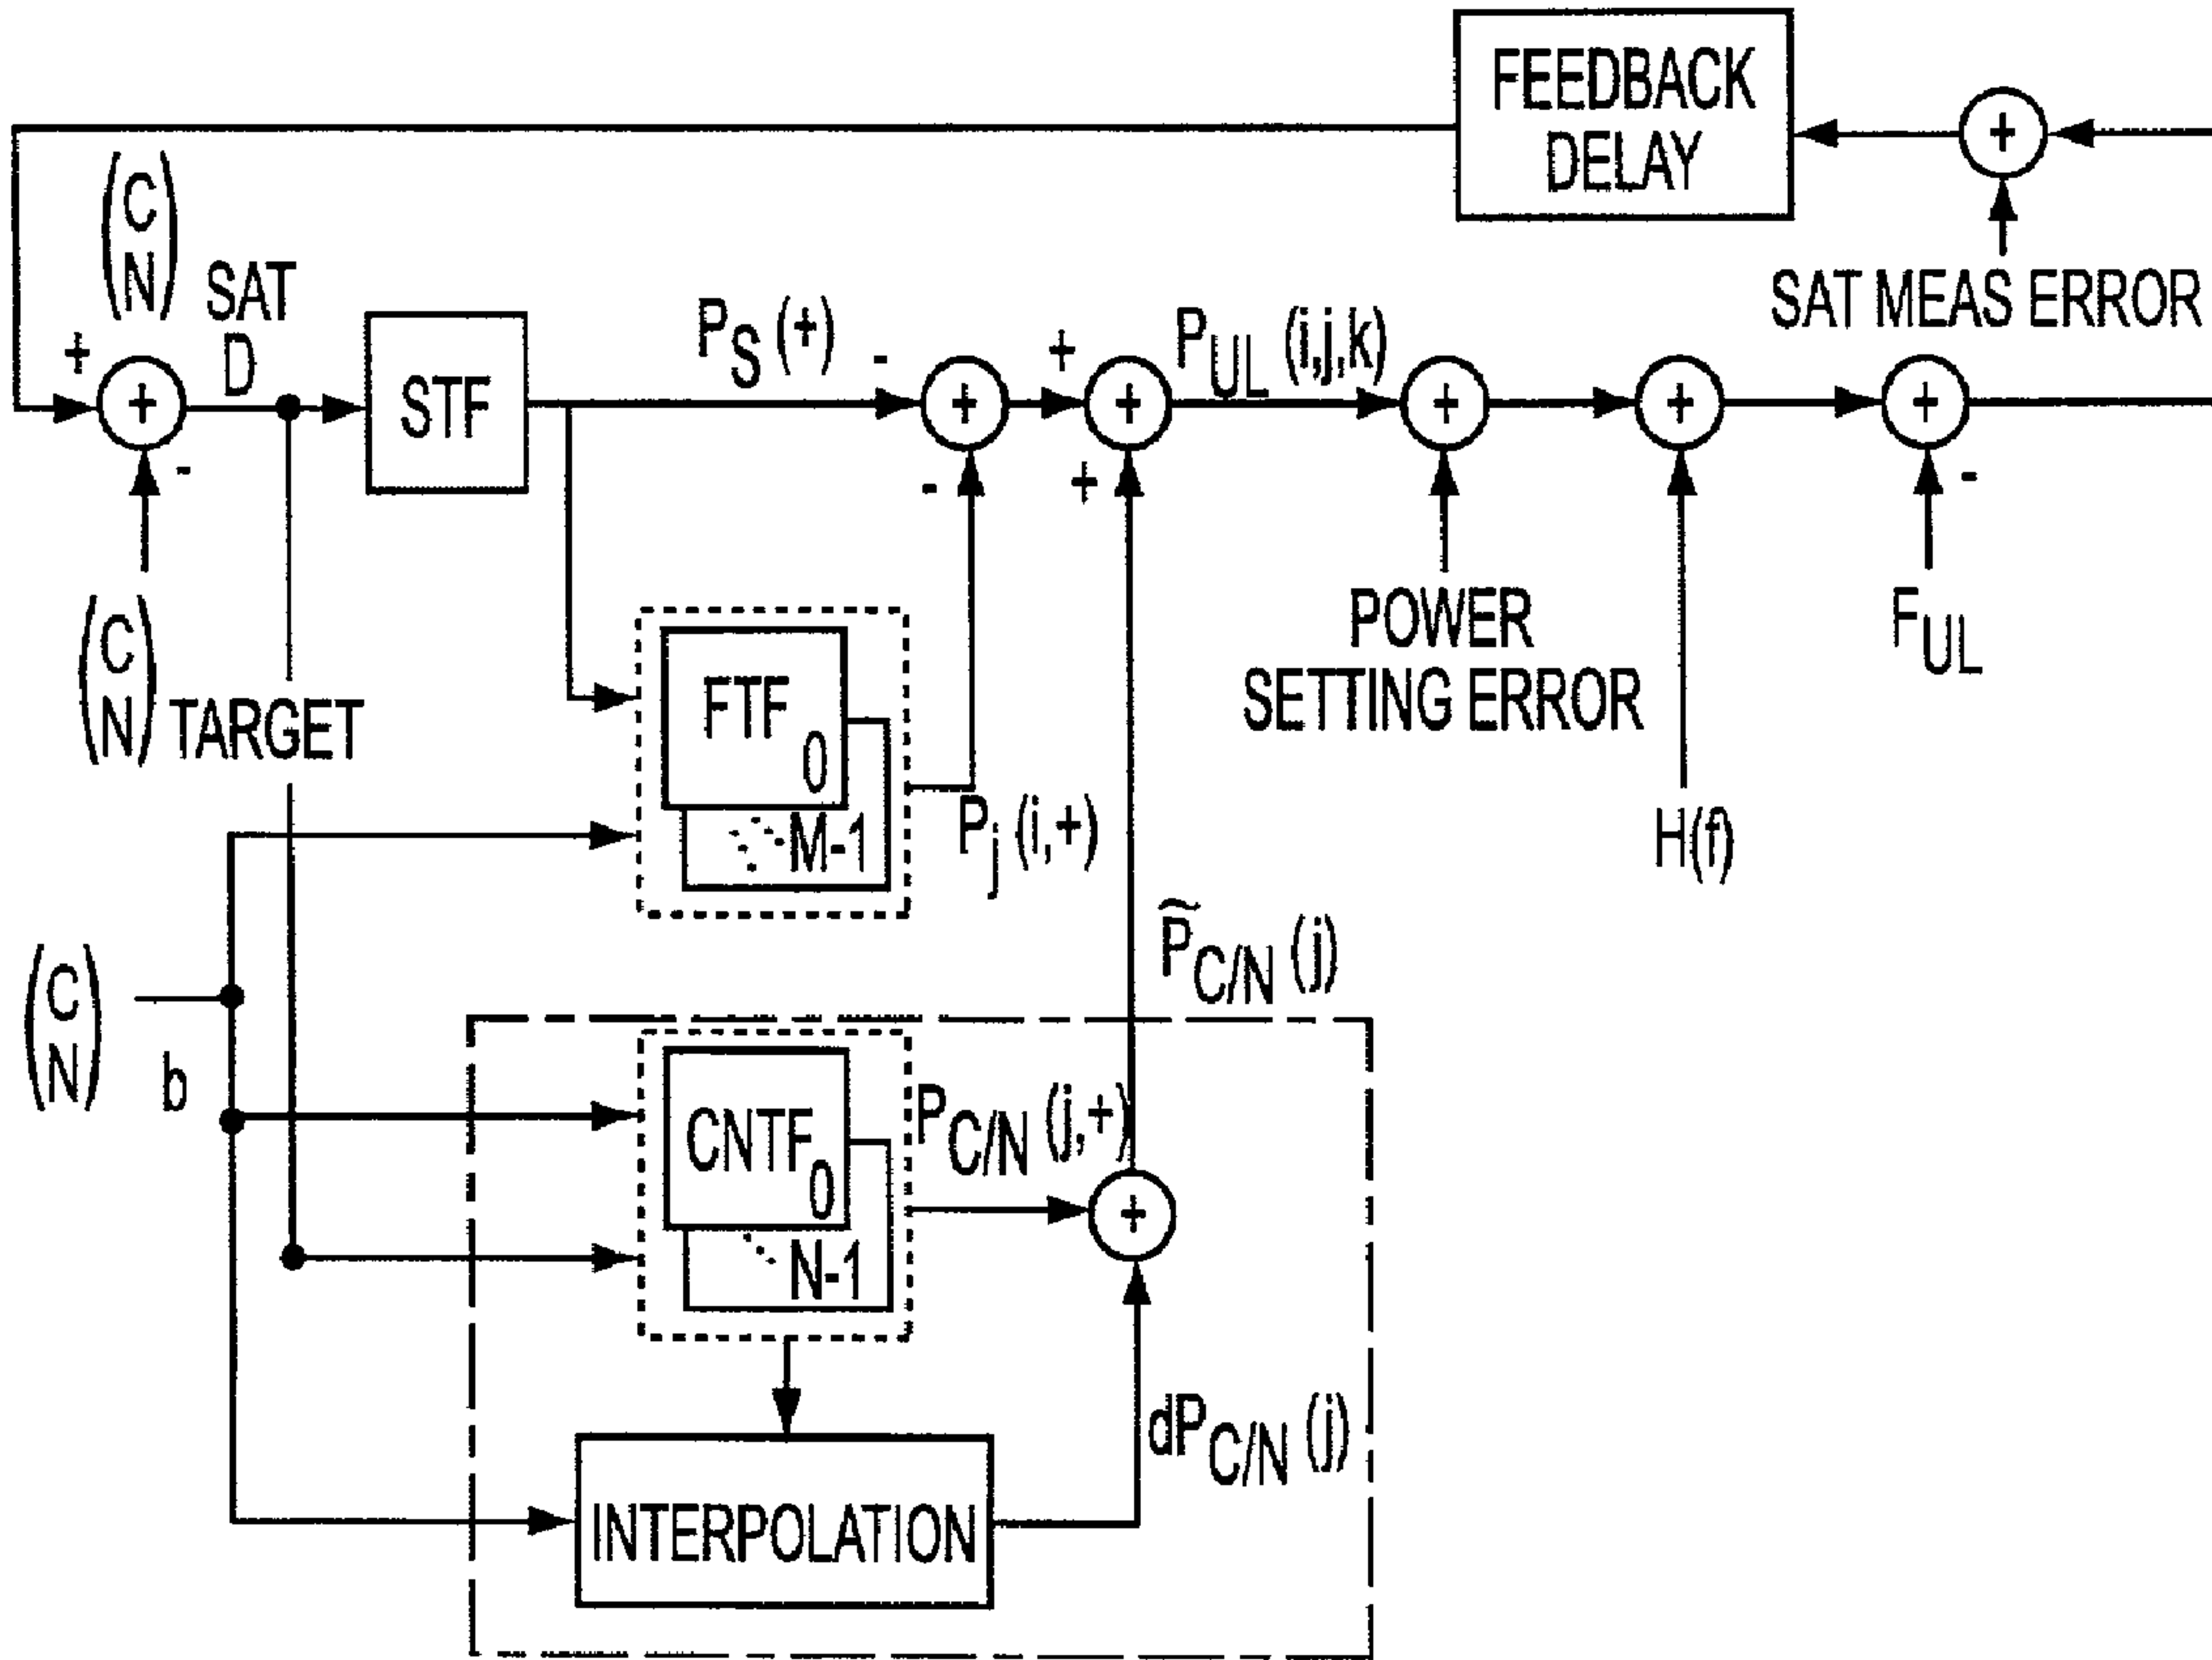 FEEDBACK
DELAY
+
SAT MEAS ERROR
(C
N)
SAT
D
+
+
-
(C
N) TARGET
STF
P_S (+)
-
+
-
+
+
+
P_UL (i,j,k)
+
POWER
SETTING ERROR
+
H(f)
+
-
F_UL
FTF_0
M-1
P_j (i,+)
(C
N) b
P̃_C/N (j)
CNTF_0
N-1
P_C/N (j,+)
+
dP_C/N (j)
INTERPOLATION